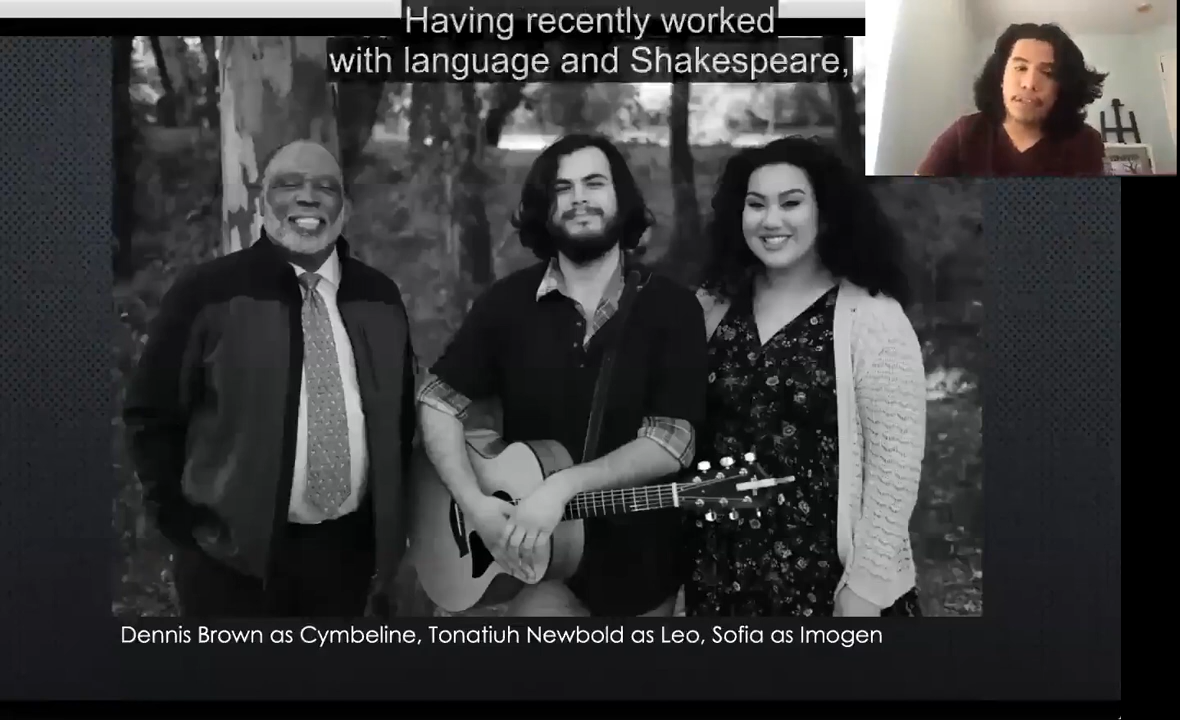 Having recently worked
with language and Shakespeare,
Dennis Brown as Cymbeline, Tonatiuh Newbold as Leo, Sofia as Imogen